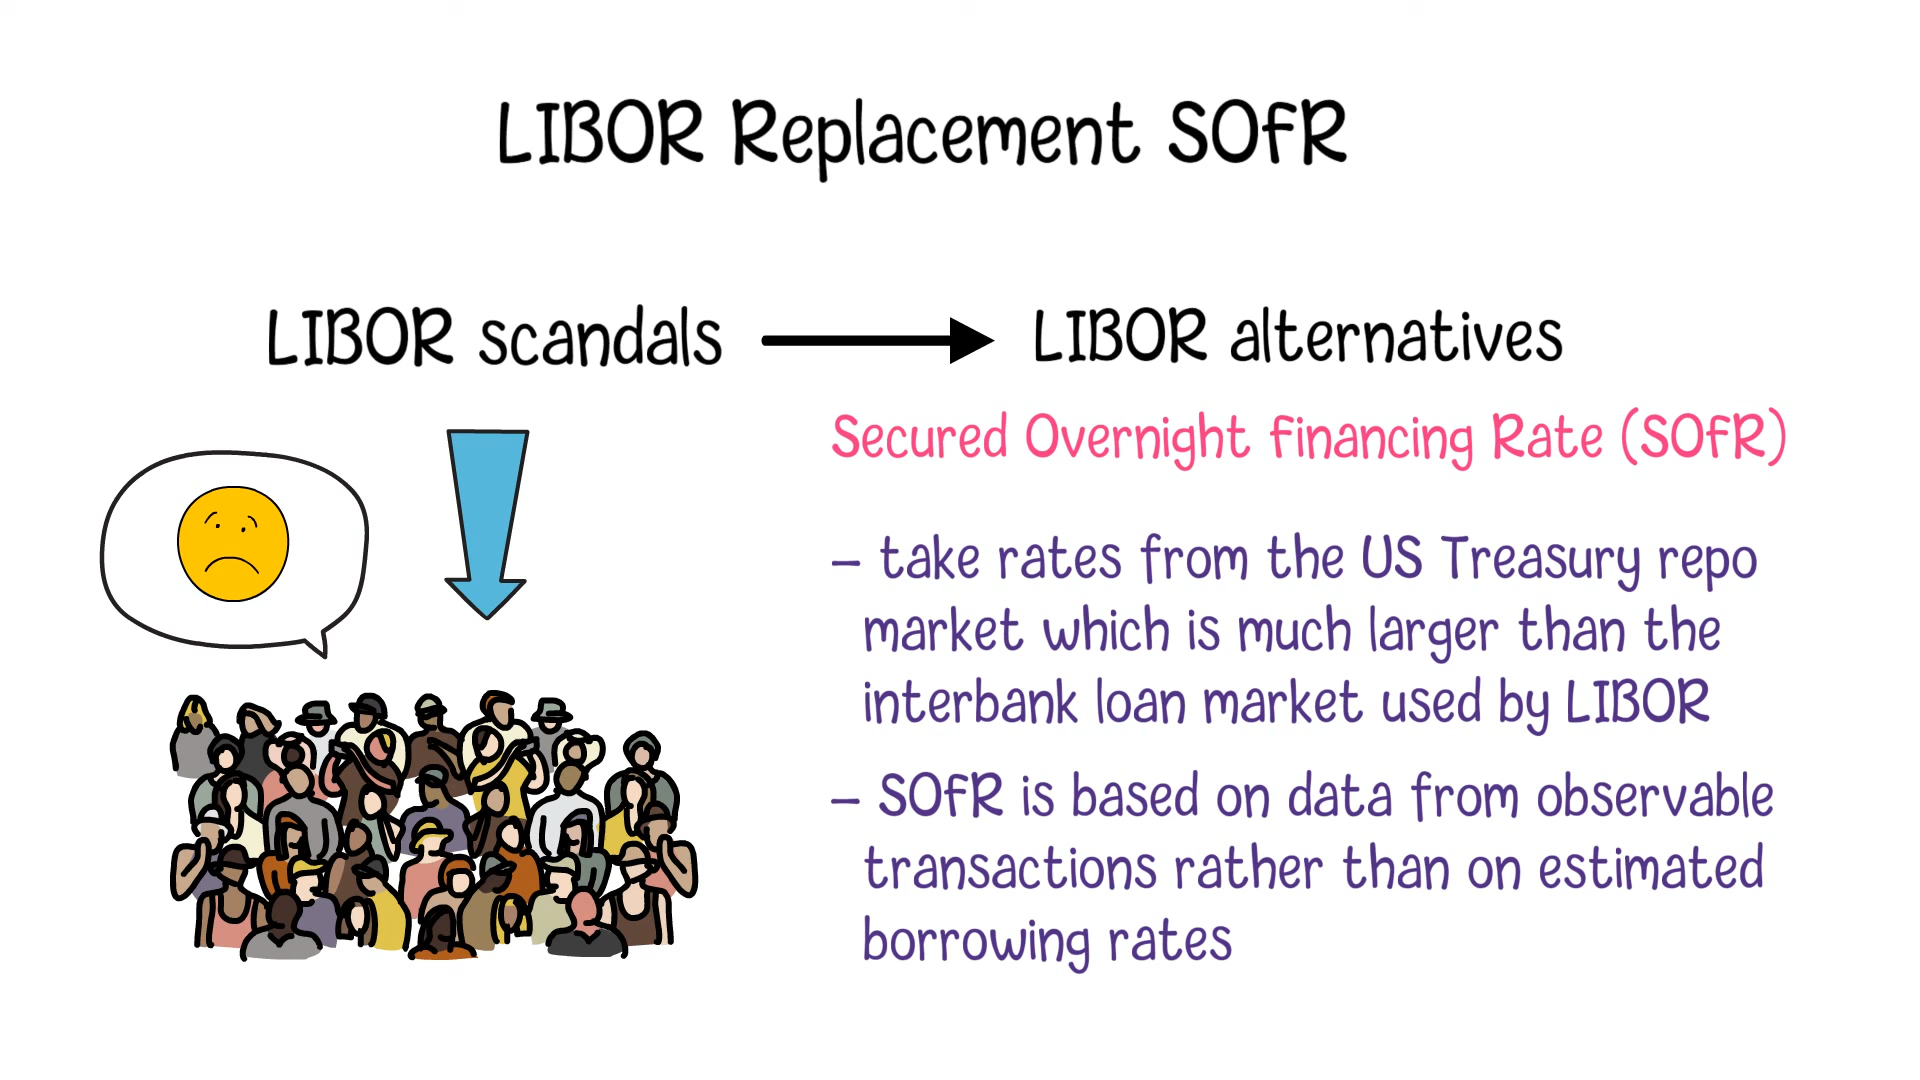 LIBOR Replacement SOfR
LIBOR scandals
LIBOR alternatives
Secured Overnight financing Rate (SOfR)
– take rates from the US Treasury repo
market which is much larger than the
interbank loan market used by LIBOR
– SOfR is based on data from observable
transactions rather than on estimated
borrowing rates